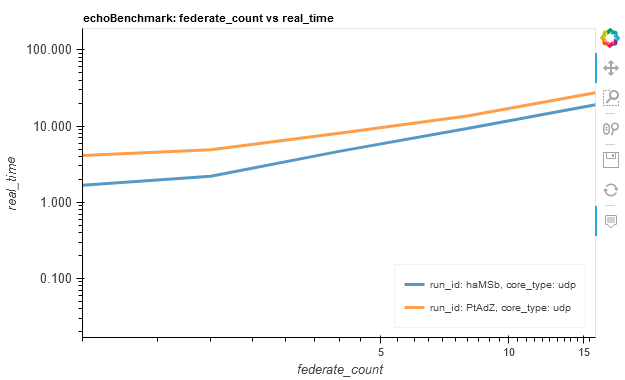 echoBenchmark: federate_count vs real_time
100.000
10.000
1.000
0.100
real_time
run_id: haMSb, core_type: udp
run_id: PtAdZ, core_type: udp
5
10
15
federate_count